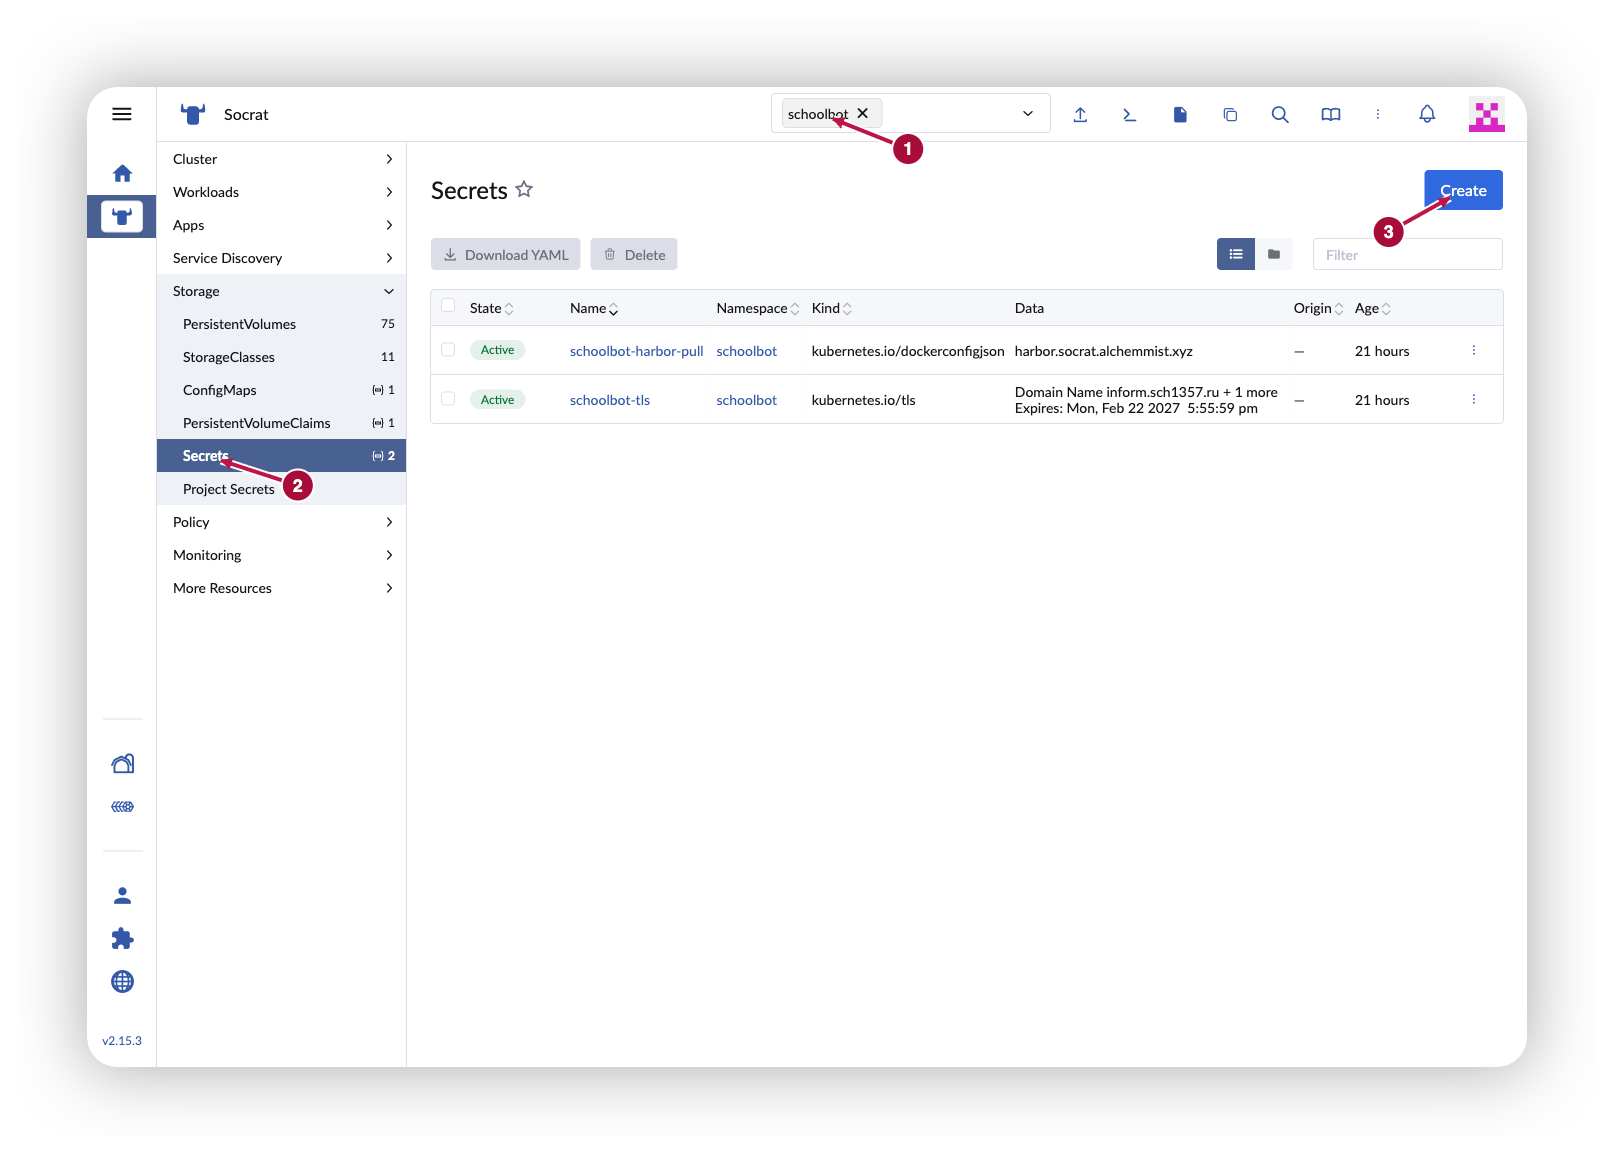 Socrat
schoolbot
1
Cluster
Workloads
Apps
Service Discovery
Storage
PersistentVolumes 75
StorageClasses 11
ConfigMaps 1
PersistentVolumeClaims 1
Secrets 2
Project Secrets
2
Policy
Monitoring
More Resources
v2.15.3
Secrets
Create
3
Download YAML
Delete
Filter
State Name Namespace Kind Data Origin Age
Active schoolbot-harbor-pull schoolbot kubernetes.io/dockerconfigjson harbor.socrat.alchemmist.xyz — 21 hours
Active schoolbot-tls schoolbot kubernetes.io/tls Domain Name inform.sch1357.ru + 1 more — 21 hours
Expires: Mon, Feb 22 2027 5:55:59 pm